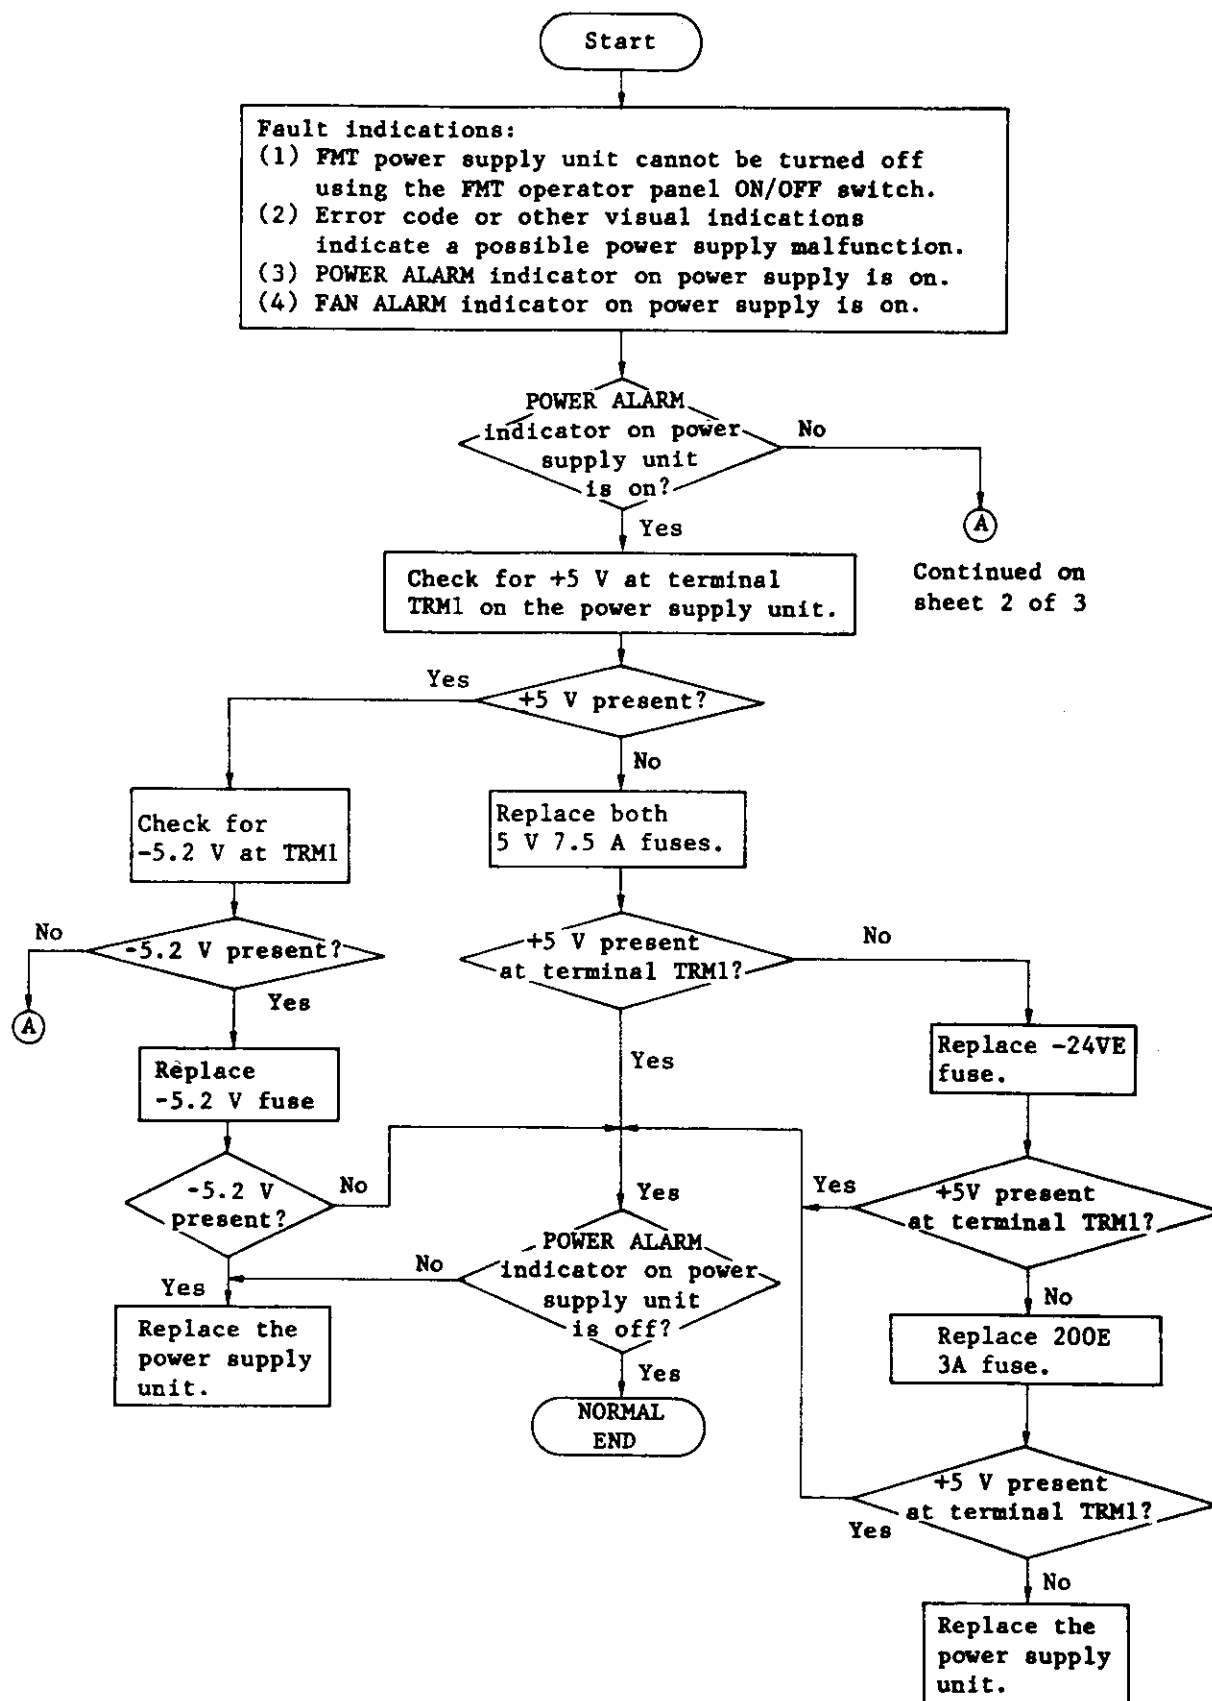 Start
Fault indications:
(1) FMT power supply unit cannot be turned off
using the FMT operator panel ON/OFF switch.
(2) Error code or other visual indications
indicate a possible power supply malfunction.
(3) POWER ALARM indicator on power supply is on.
(4) FAN ALARM indicator on power supply is on.
POWER ALARM
indicator on power
supply unit
is on?
No
Yes
A
Continued on
sheet 2 of 3
Check for +5 V at terminal
TRM1 on the power supply unit.
Yes
+5 V present?
No
Check for
-5.2 V at TRM1
Replace both
5 V 7.5 A fuses.
No
-5.2 V present?
Yes
A
+5 V present
at terminal TRM1?
No
Yes
Replace
-5.2 V fuse
Replace -24VE
fuse.
-5.2 V
present?
No
Yes
Yes
POWER ALARM
indicator on power
supply unit
is off?
No
Yes
Yes
+5V present
at terminal TRM1?
No
Replace the
power supply
unit.
NORMAL
END
Replace 200E
3A fuse.
+5 V present
at terminal TRM1?
Yes
No
Replace the
power supply
unit.